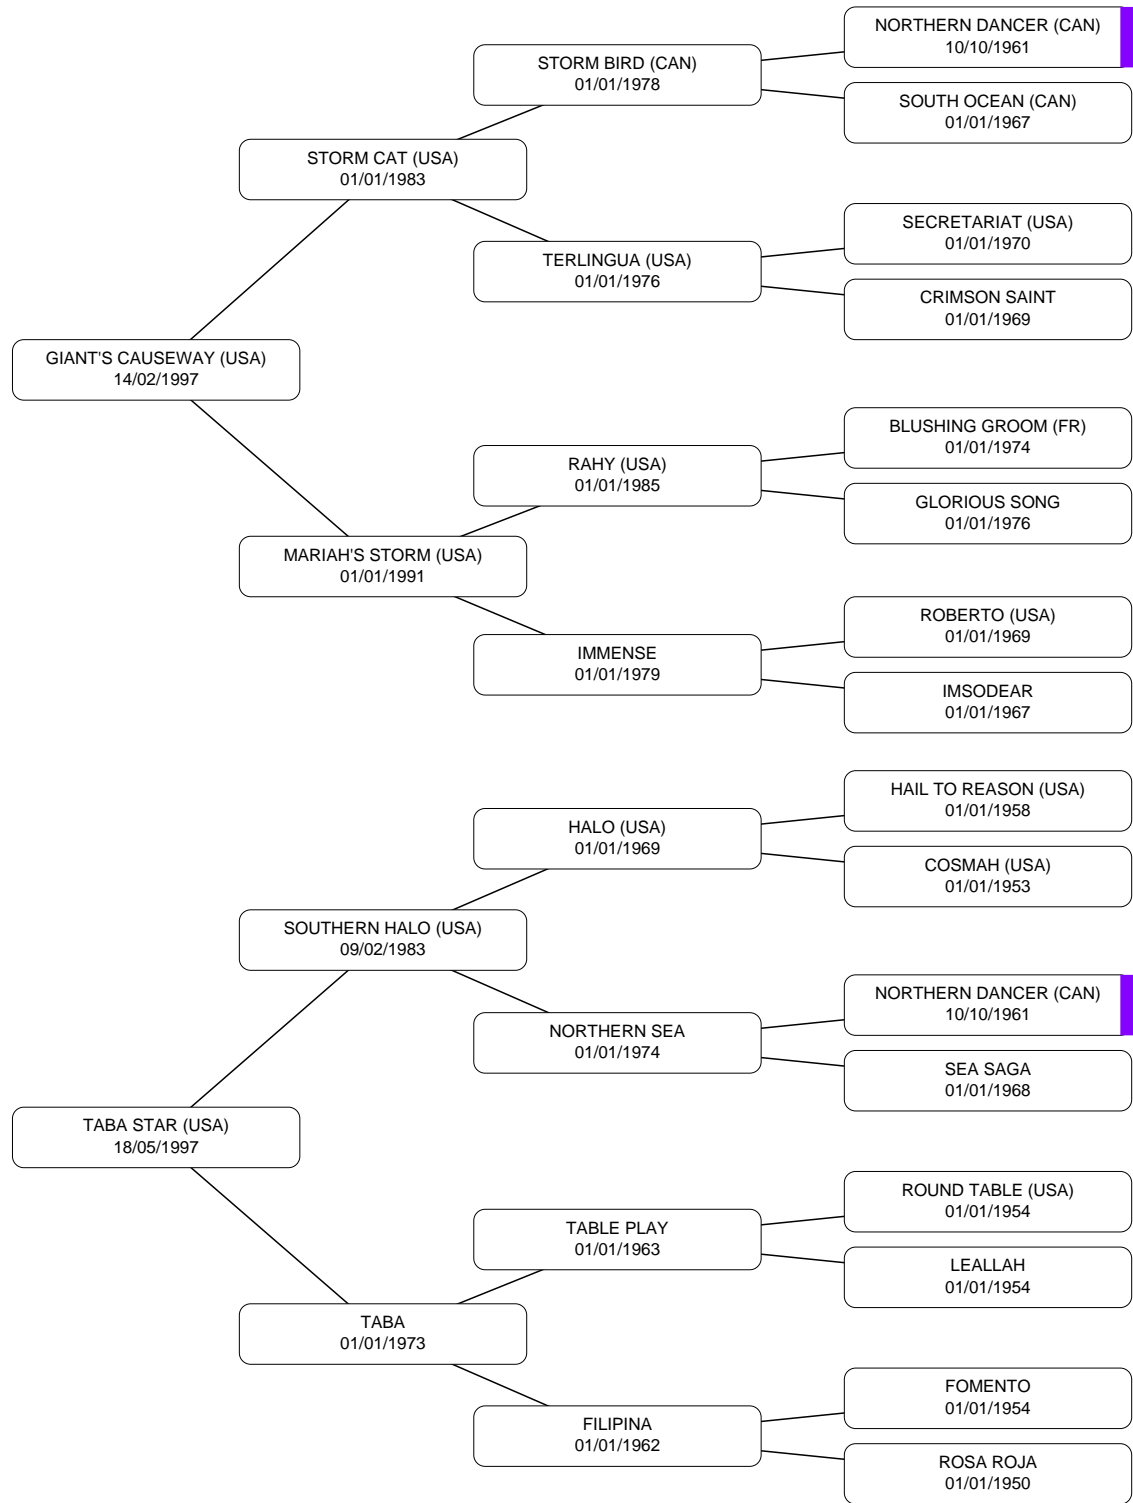 NORTHERN DANCER (CAN)
10/10/1961
STORM BIRD (CAN)
01/01/1978
SOUTH OCEAN (CAN)
01/01/1967
STORM CAT (USA)
01/01/1983
SECRETARIAT (USA)
01/01/1970
TERLINGUA (USA)
01/01/1976
CRIMSON SAINT
01/01/1969
GIANT'S CAUSEWAY (USA)
14/02/1997
BLUSHING GROOM (FR)
01/01/1974
RAHY (USA)
01/01/1985
GLORIOUS SONG
01/01/1976
MARIAH'S STORM (USA)
01/01/1991
ROBERTO (USA)
01/01/1969
IMMENSE
01/01/1979
IMSODEAR
01/01/1967
HAIL TO REASON (USA)
01/01/1958
HALO (USA)
01/01/1969
COSMAH (USA)
01/01/1953
SOUTHERN HALO (USA)
09/02/1983
NORTHERN DANCER (CAN)
10/10/1961
NORTHERN SEA
01/01/1974
SEA SAGA
01/01/1968
TABA STAR (USA)
18/05/1997
ROUND TABLE (USA)
01/01/1954
TABLE PLAY
01/01/1963
LEALLAH
01/01/1954
TABA
01/01/1973
FOMENTO
01/01/1954
FILIPINA
01/01/1962
ROSA ROJA
01/01/1950